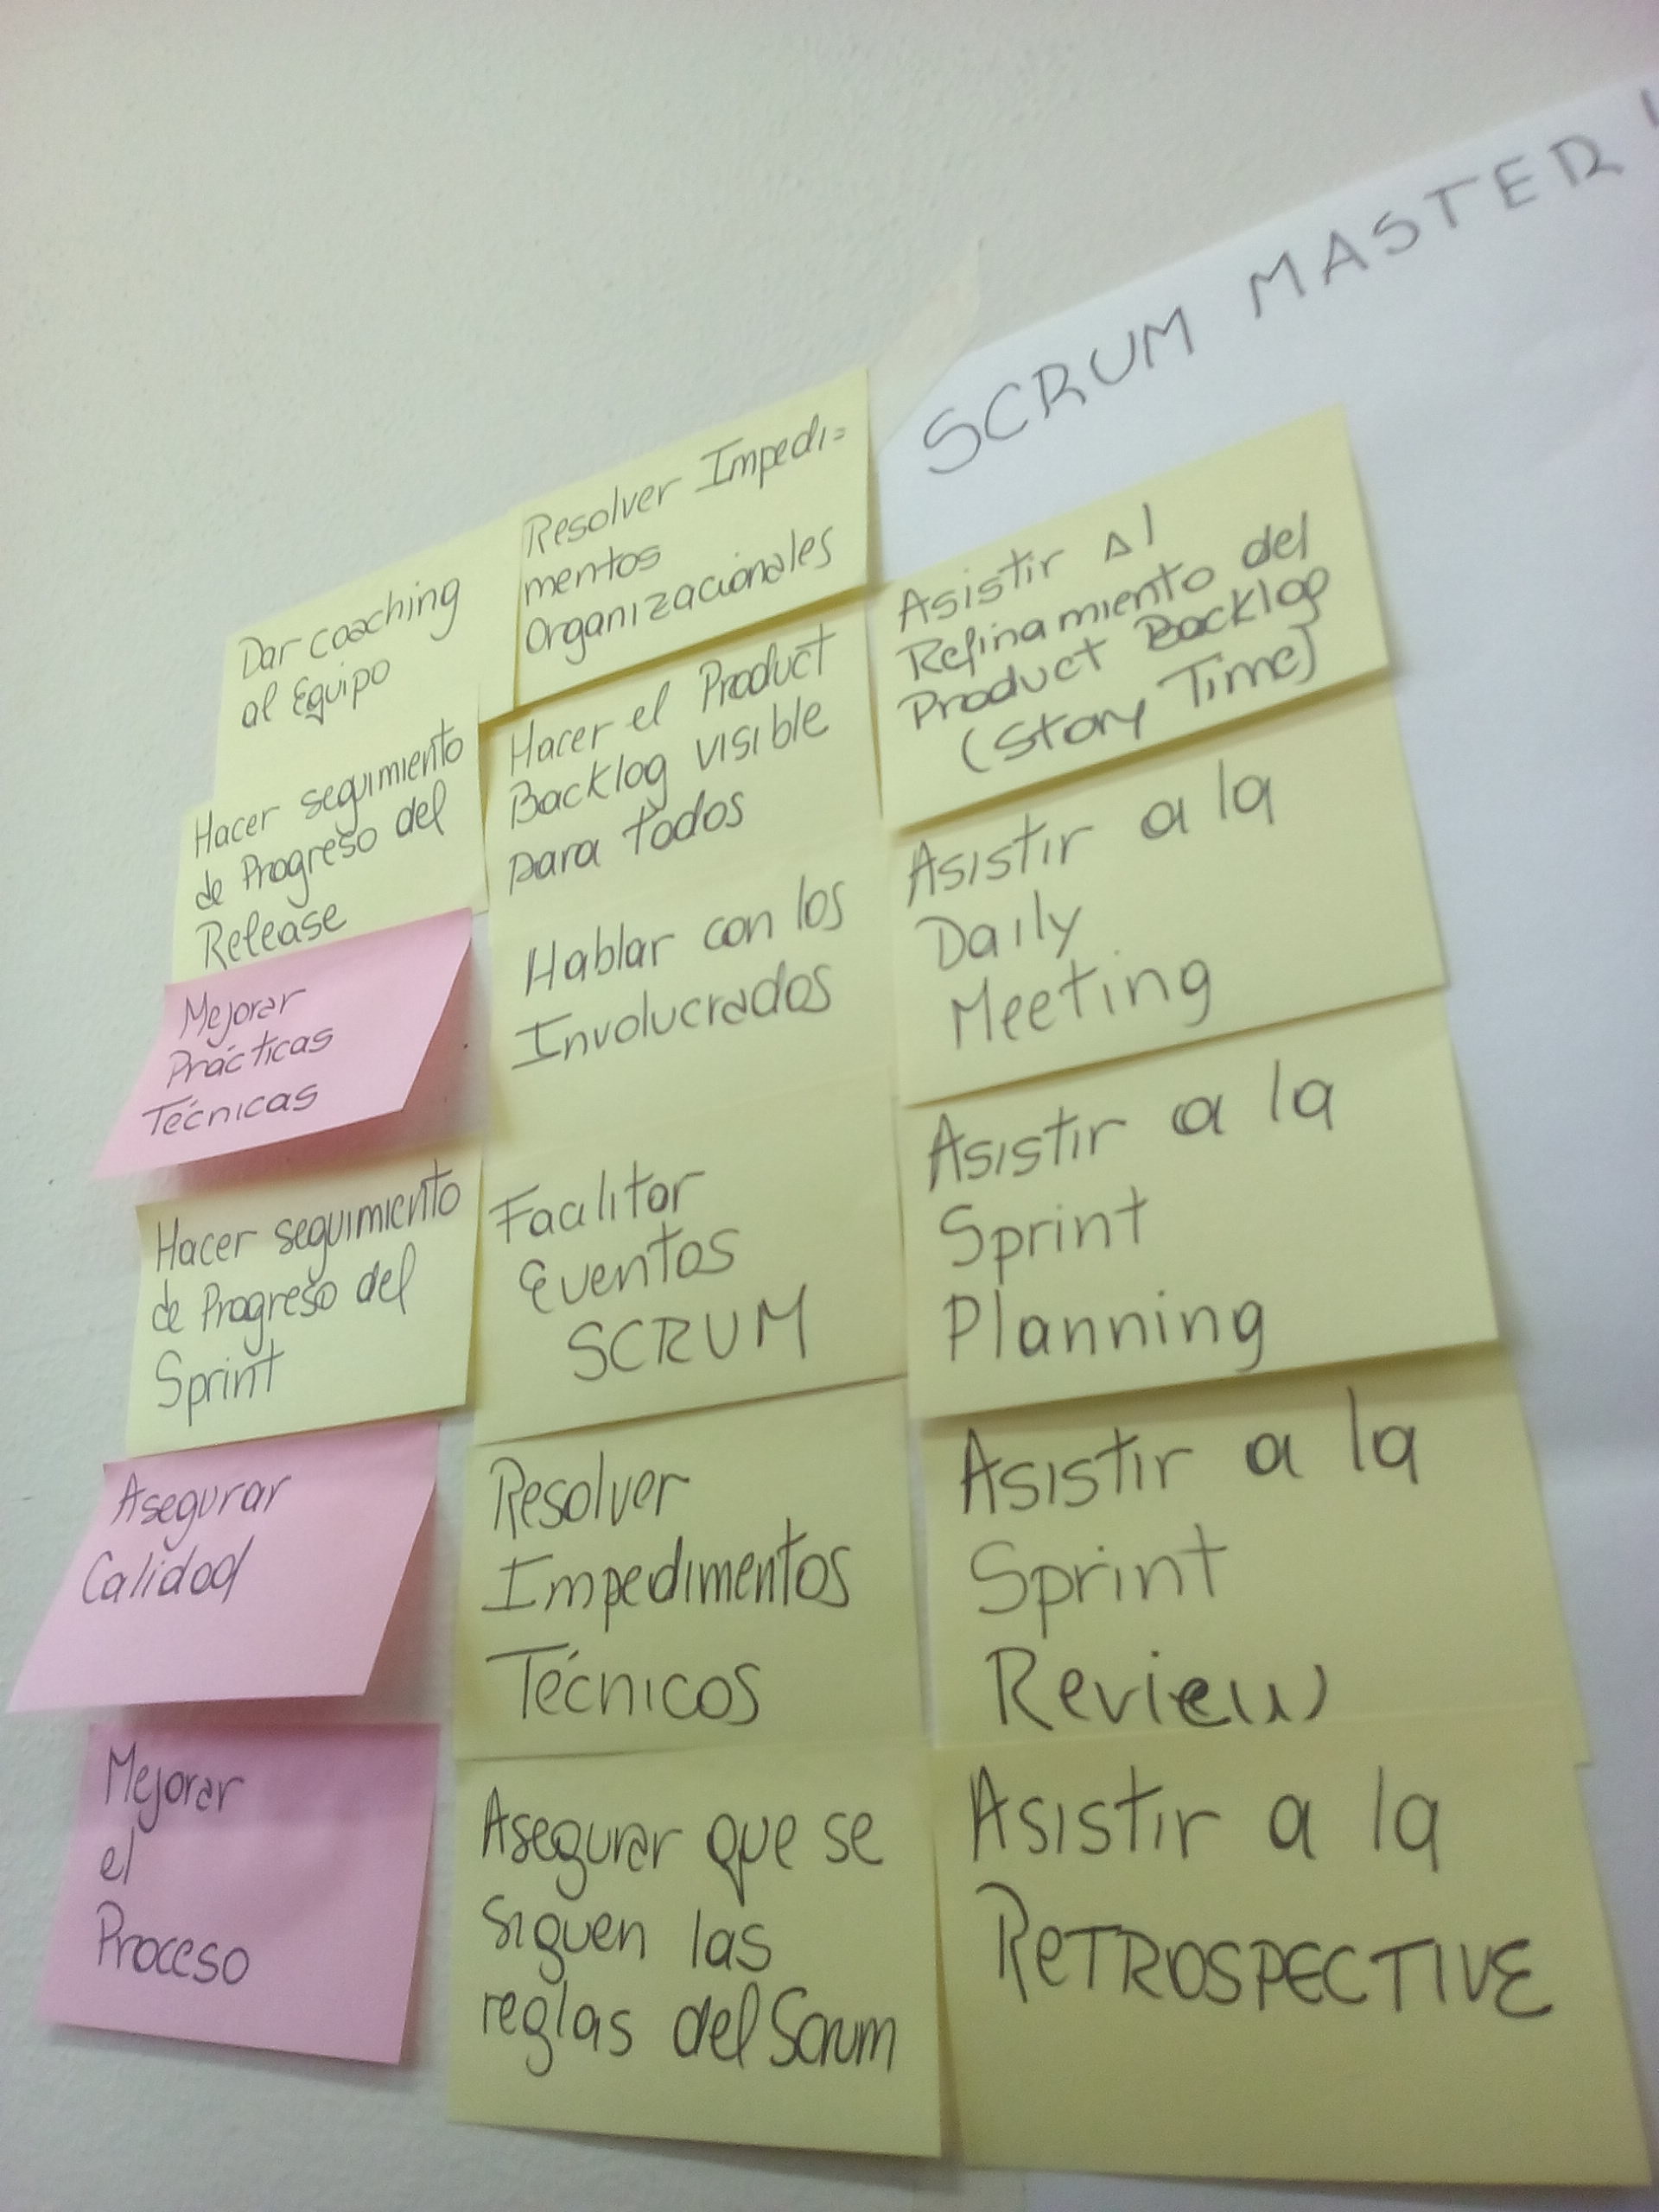 SCRUM MASTER
Dar coaching
al Equipo
Hacer seguimiento
de Progreso del
Release
Mejorar
Prácticas
Técnicas
Hacer seguimiento
de Progreso del
Sprint
Asegurar
Calidad
Mejorar
el
Proceso
Resolver Impedi=
mentos
Organizacionales
Hacer el Product
Backlog visible
para todos
Hablar con los
Involucrados
Facilitar
Eventos
SCRUM
Resolver
Impedimentos
Técnicos
Asegurar que se
siguen las
reglas del Scrum
Asistir Al
Refinamiento del
Product Backlog
(Story Time)
Asistir a la
Daily
Meeting
Asistir a la
Sprint
Planning
Asistir a la
Sprint
Review
Asistir a la
RETROSPECTIVE